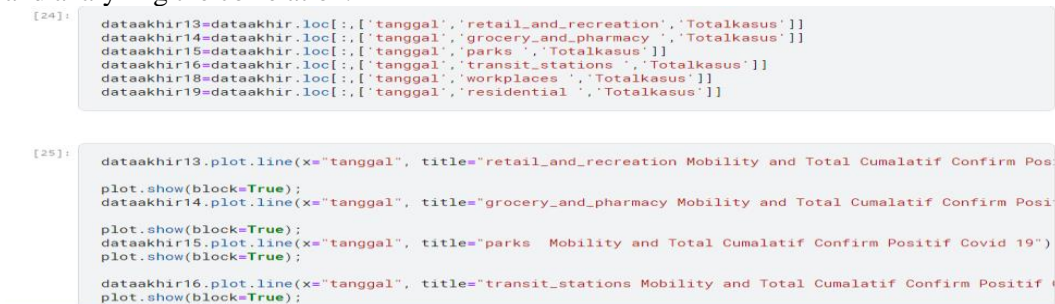 and analyzing the correlation.
[24]:
dataakhir13=dataakhir.loc[:,['tanggal','retail_and_recreation','Totalkasus']]
dataakhir14=dataakhir.loc[:,['tanggal','grocery_and_pharmacy ','Totalkasus']]
dataakhir15=dataakhir.loc[:,['tanggal','parks ','Totalkasus']]
dataakhir16=dataakhir.loc[:,['tanggal','transit_stations ','Totalkasus']]
dataakhir18=dataakhir.loc[:,['tanggal','workplaces ','Totalkasus']]
dataakhir19=dataakhir.loc[:,['tanggal','residential ','Totalkasus']]
[25]:
dataakhir13.plot.line(x="tanggal", title="retail_and_recreation Mobility and Total Cumalatif Confirm Pos
plot.show(block=True);
dataakhir14.plot.line(x="tanggal", title="grocery_and_pharmacy Mobility and Total Cumalatif Confirm Posi
plot.show(block=True);
dataakhir15.plot.line(x="tanggal", title="parks  Mobility and Total Cumalatif Confirm Positif Covid 19")
plot.show(block=True);
dataakhir16.plot.line(x="tanggal", title="transit_stations Mobility and Total Cumalatif Confirm Positif
plot.show(block=True);